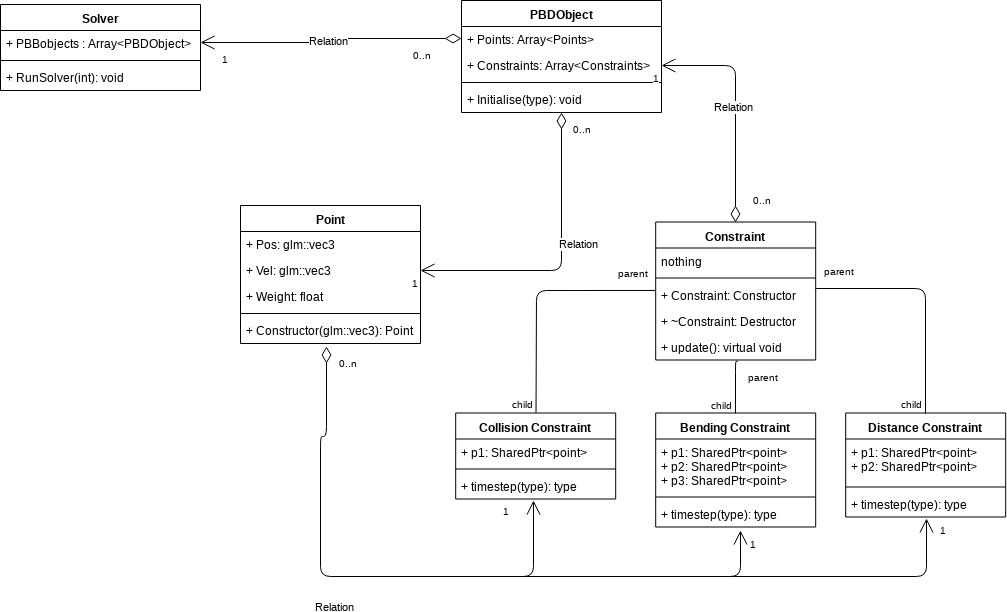 Solver
+ PBBobjects : Array<PBDObject>
+ RunSolver(int): void
1
Relation
0..n
PBDObject
+ Points: Array<Points>
+ Constraints: Array<Constraints>
+ Initialise(type): void
1
0..n
Relation
0..n
Relation
1
Point
+ Pos: glm::vec3
+ Vel: glm::vec3
+ Weight: float
+ Constructor(glm::vec3): Point
0..n
Constraint
nothing
+ Constraint: Constructor
+ ~Constraint: Destructor
+ update(): virtual void
parent
parent
parent
child
child
child
Collision Constraint
+ p1: SharedPtr<point>
+ timestep(type): type
1
Bending Constraint
+ p1: SharedPtr<point>
+ p2: SharedPtr<point>
+ p3: SharedPtr<point>
+ timestep(type): type
1
Distance Constraint
+ p1: SharedPtr<point>
+ p2: SharedPtr<point>
+ timestep(type): type
1
Relation